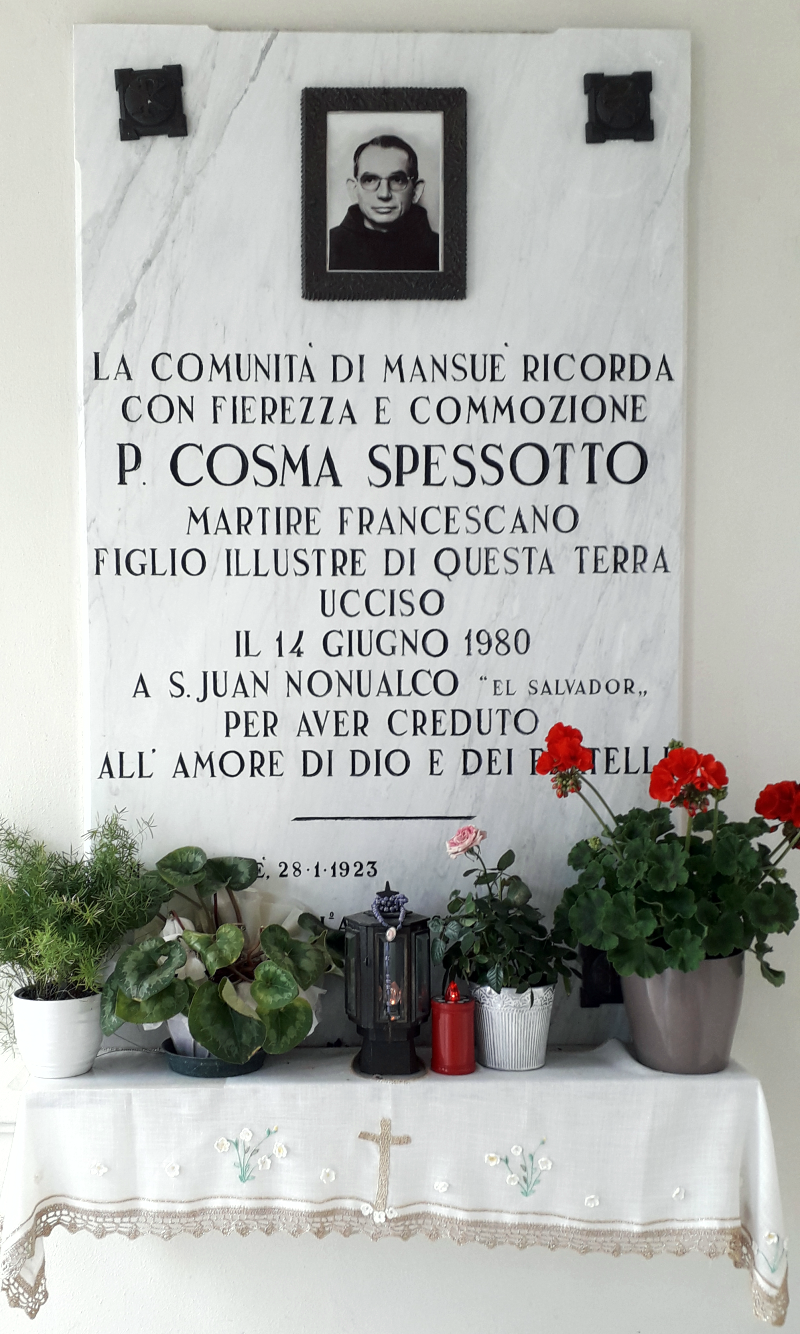 LA COMUNITÀ DI MANSUÈ RICORDA
CON FIEREZZA E COMMOZIONE
P. COSMA SPESSOTTO
MARTIRE FRANCESCANO
FIGLIO ILLUSTRE DI QUESTA TERRA
UCCISO
IL 14 GIUGNO 1980
A S. JUAN NONUALCO “EL SALVADOR„
PER AVER CREDUTO
ALL' AMORE DI DIO E DEI
28·1·1923